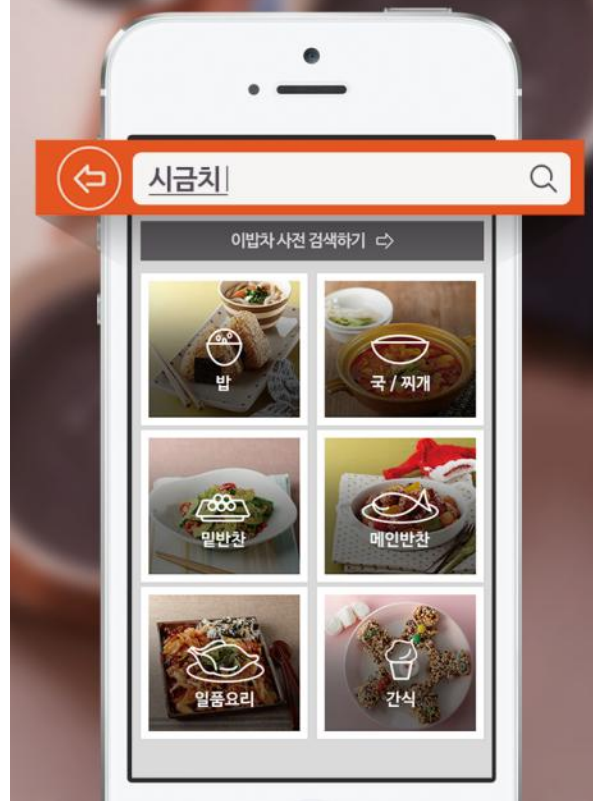 시금치
이밥차 사전 검색하기
밥
국 / 찌개
밑반찬
메인반찬
일품요리
간식